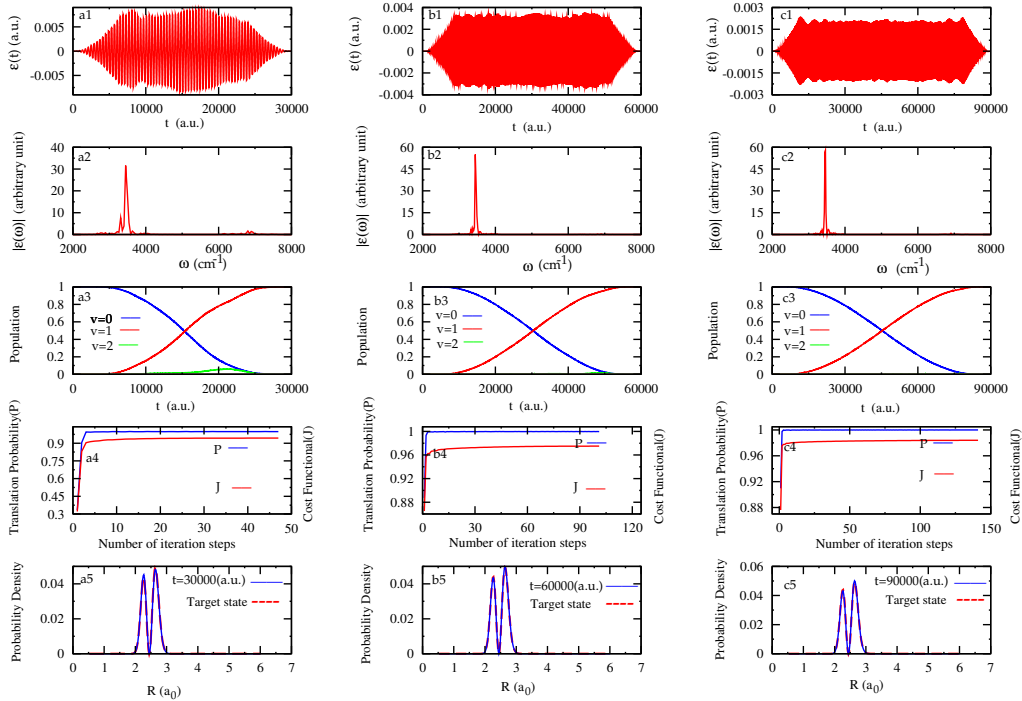 a1
ε(t) (a.u.)
0.005
0
-0.005
0 10000 20000 30000
t (a.u.)
b1
ε(t) (a.u.)
0.004
0.002
0
-0.002
-0.004
0 20000 40000 60000
t (a.u.)
c1
ε(t) (a.u.)
0.003
0.0015
0
-0.0015
-0.003
0 30000 60000 90000
t (a.u.)
a2
|ε(ω)| (arbitrary unit)
40
30
20
10
0
2000 4000 6000 8000
ω (cm-1)
b2
|ε(ω)| (arbitrary unit)
60
45
30
15
0
2000 4000 6000 8000
ω (cm-1)
c2
|ε(ω)| (arbitrary unit)
60
45
30
15
0
2000 4000 6000 8000
ω (cm-1)
a3
Population
1
0.8
0.6
0.4
0.2
0
v=0
v=1
v=2
0 10000 20000 30000
t (a.u.)
b3
Population
1
0.8
0.6
0.4
0.2
0
v=0
v=1
v=2
0 20000 40000 60000
t (a.u.)
c3
Population
1
0.8
0.6
0.4
0.2
0
v=0
v=1
v=2
0 30000 60000 90000
t (a.u.)
a4
Translation Probability(P)
Cost Functional(J)
0.9
0.75
0.6
0.45
0.3
P
J
0 10 20 30 40 50
Number of iteration steps
b4
Translation Probability(P)
Cost Functional(J)
1
0.96
0.92
0.88
P
J
0 25 50 75 100 125
Number of iteration steps
c4
Translation Probability(P)
Cost Functional(J)
1
0.96
0.92
0.88
P
J
0 50 100 150
Number of iteration steps
a5
Probability Density
0.04
0.02
0
t=30000(a.u.)
Target state
0 1 2 3 4 5 6 7
R (a0)
b5
Probability Density
0.04
0.02
0
t=60000(a.u.)
Target state
0 1 2 3 4 5 6 7
R (a0)
c5
Probability Density
0.06
0.04
0.02
0
t=90000(a.u.)
Target state
0 1 2 3 4 5 6 7
R (a0)